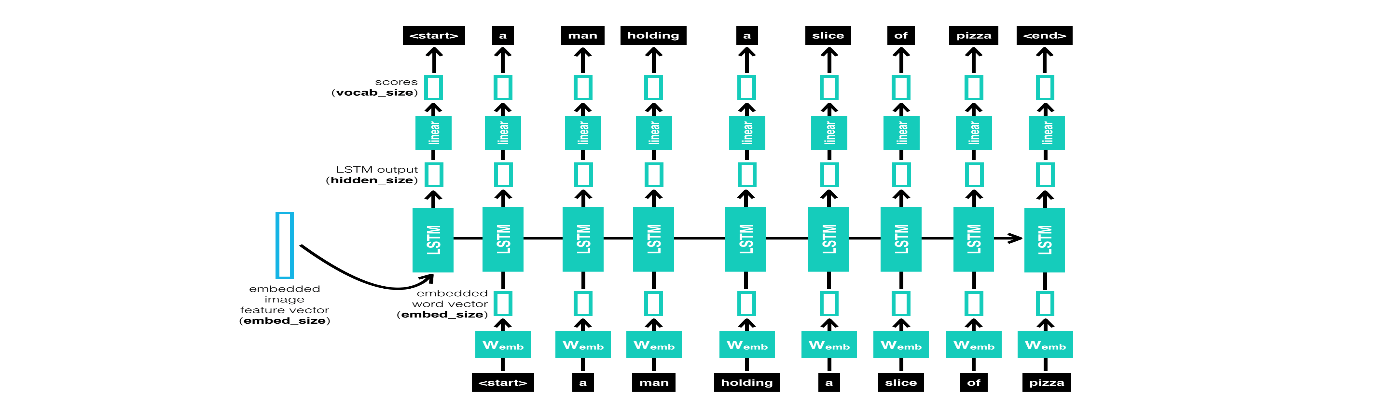 <start> a man holding a slice of pizza <end>
scores
(vocab_size)
linear linear linear linear linear linear linear linear linear
LSTM output
(hidden_size)
LSTM LSTM LSTM LSTM LSTM LSTM LSTM LSTM LSTM
embedded
image
feature vector
(embed_size)
embedded
word vector
(embed_size)
Wemb Wemb Wemb Wemb Wemb Wemb Wemb Wemb
<start> a man holding a slice of pizza